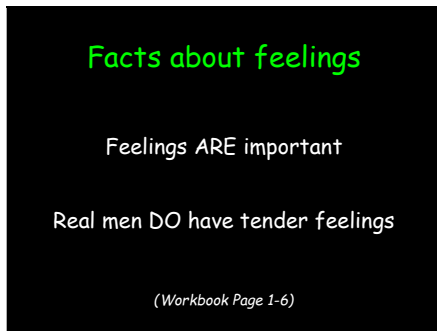 Facts about feelings
Feelings ARE important
Real men DO have tender feelings
(Workbook Page 1-6)